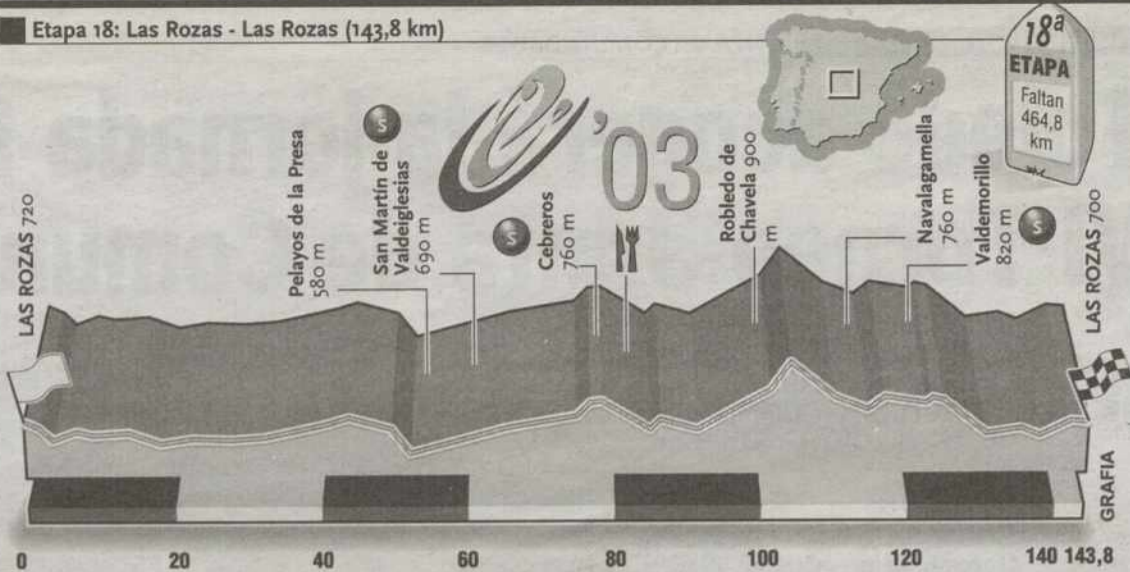 Etapa 18: Las Rozas - Las Rozas (143,8 km)
18ª
ETAPA
Faltan
464,8
km
'03
LAS ROZAS 720
Pelayos de la Presa
580 m
S
San Martín de
Valdeiglesias
690 m
S
Cebreros
760 m
Robledo de
Chavela 900
m
Navalagamella
760 m
S
Valdemorillo
820 m
LAS ROZAS 700
GRAFIA
0 20 40 60 80 100 120 140 143,8